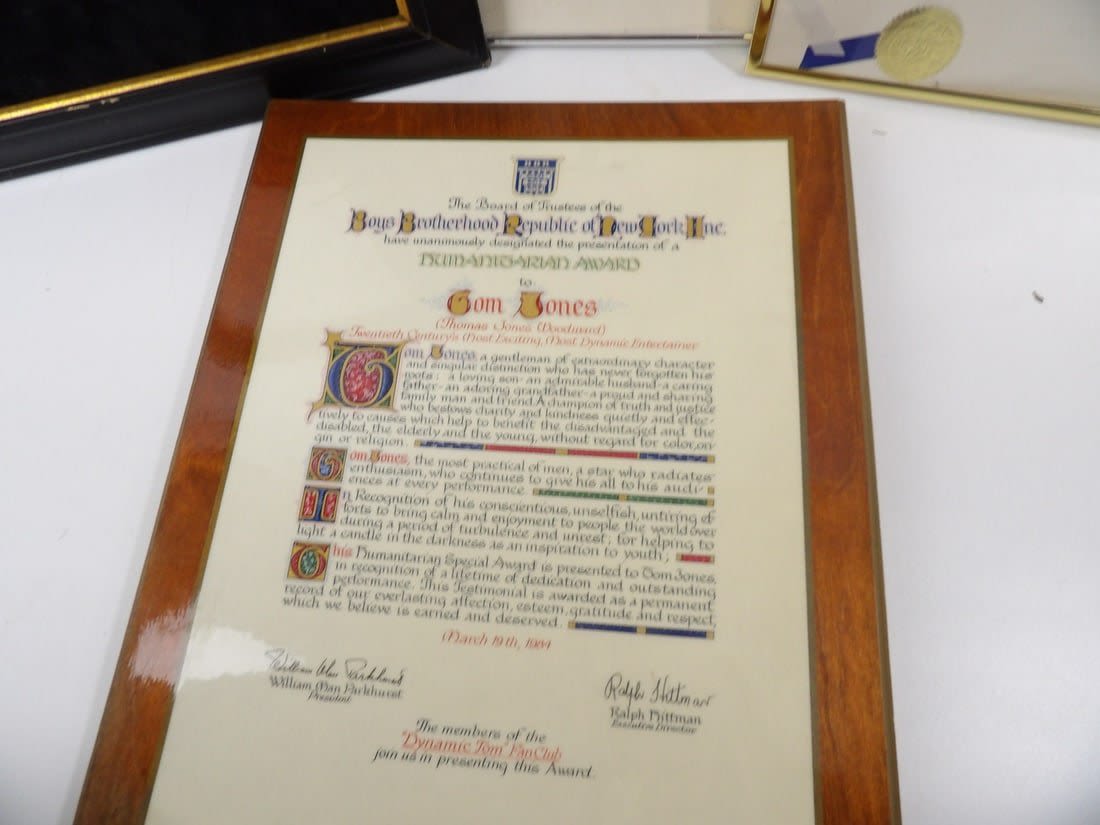 BBR
The Board of Trustees of the
Boys Brotherhood Republic of New York, Inc.
have unanimously designated the presentation of a
HUMANITARIAN AWARD
to
Tom Jones
(Thomas Jones Woodward)
Twentieth Century's Most Exciting, Most Dynamic Entertainer
Tom Jones, a gentleman of extraordinary character
and singular distinction who has never forgotten his
roots; a loving son-an admirable husband-a caring
father-an adoring grandfather-a proud and sharing
family man and friend. A champion of truth and justice
who bestows charity and kindness quietly and effec-
tively to causes which help to benefit the disadvantaged and the
disabled, the elderly and the young, without regard for color, ori
gin or religion.
Tom Jones, the most practical of men, a star who radiates
enthusiasm, who continues to give his all to his audi-
ences at every performance.
In Recognition of his conscientious, unselfish, untiring ef
forts to bring calm and enjoyment to people the world over
during a period of turbulence and unrest; for helping to
light a candle in the darkness as an inspiration to youth;
This Humanitarian Special Award is presented to Tom Jones,
in recognition of a lifetime of dedication and outstanding
performance. This Testimonial is awarded as a permanent
record of our everlasting affection, esteem, gratitude and respect,
which we believe is earned and deserved.
March 19th, 1984
William Man Parkhurst
William Man Parkhurst
President
Ralph Hittman
Ralph Hittman
Executive Director
The members of the
"Dynamic Tom" Fan Club
join us in presenting this Award.